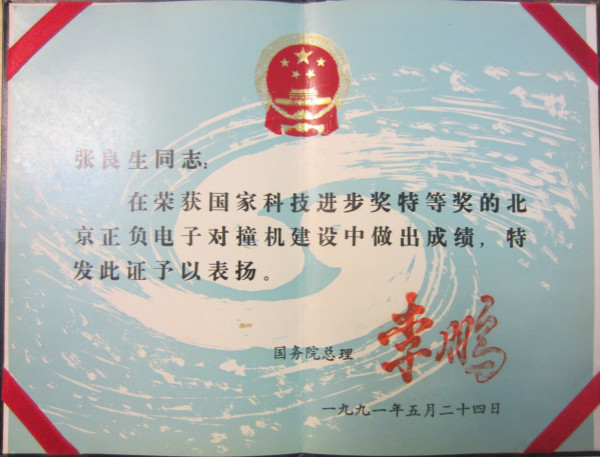 张良生同志：
在荣获国家科技进步奖特等奖的北
京正负电子对撞机建设中做出成绩，特
发此证予以表扬。
国务院总理 李鹏
一九九一年五月二十四日